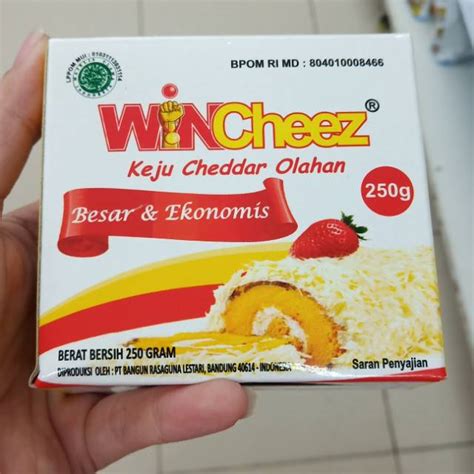 BPOM RI MD : 804010008466
WINCheez®
Keju Cheddar Olahan
250g
Besar & Ekonomis
BERAT BERSIH 250 GRAM
DIPRODUKSI OLEH : PT BANGUN RASAGUNA LESTARI, BANDUNG 40614 - INDONESIA
Saran Penyajian